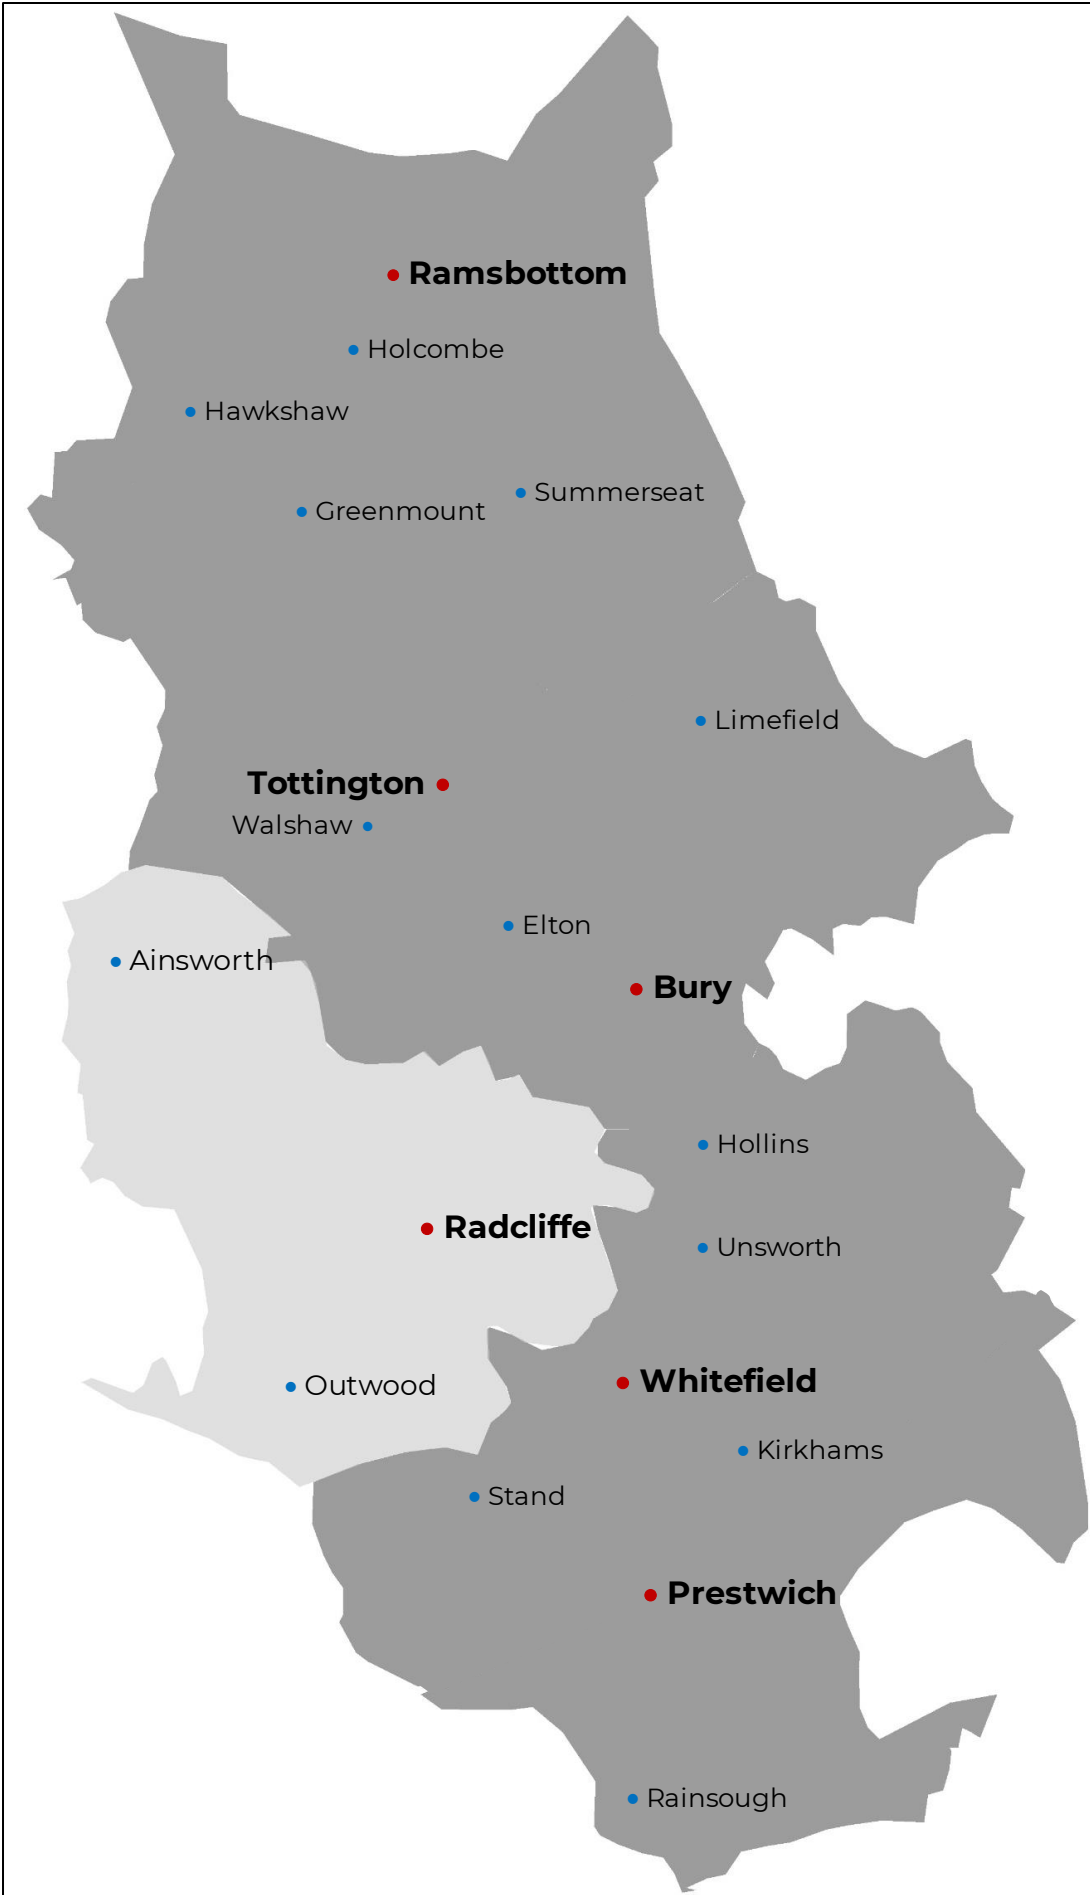 Ramsbottom
Holcombe
Hawkshaw
Summerseat
Greenmount
Limefield
Tottington
Walshaw
Elton
Ainsworth
Bury
Hollins
Radcliffe
Unsworth
Whitefield
Outwood
Kirkhams
Stand
Prestwich
Rainsough